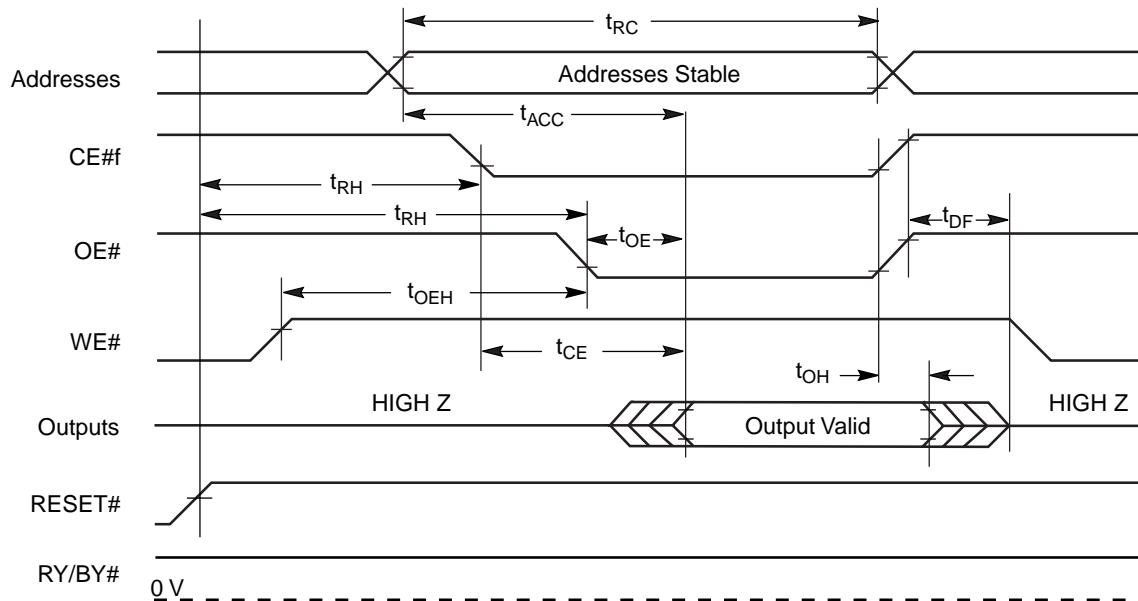 tRC
Addresses
Addresses Stable
tACC
CE#f
tRH
tRH
tDF
OE#
tOE
tOEH
WE#
tCE
tOH
HIGH Z
HIGH Z
Outputs
Output Valid
RESET#
RY/BY#
0 V